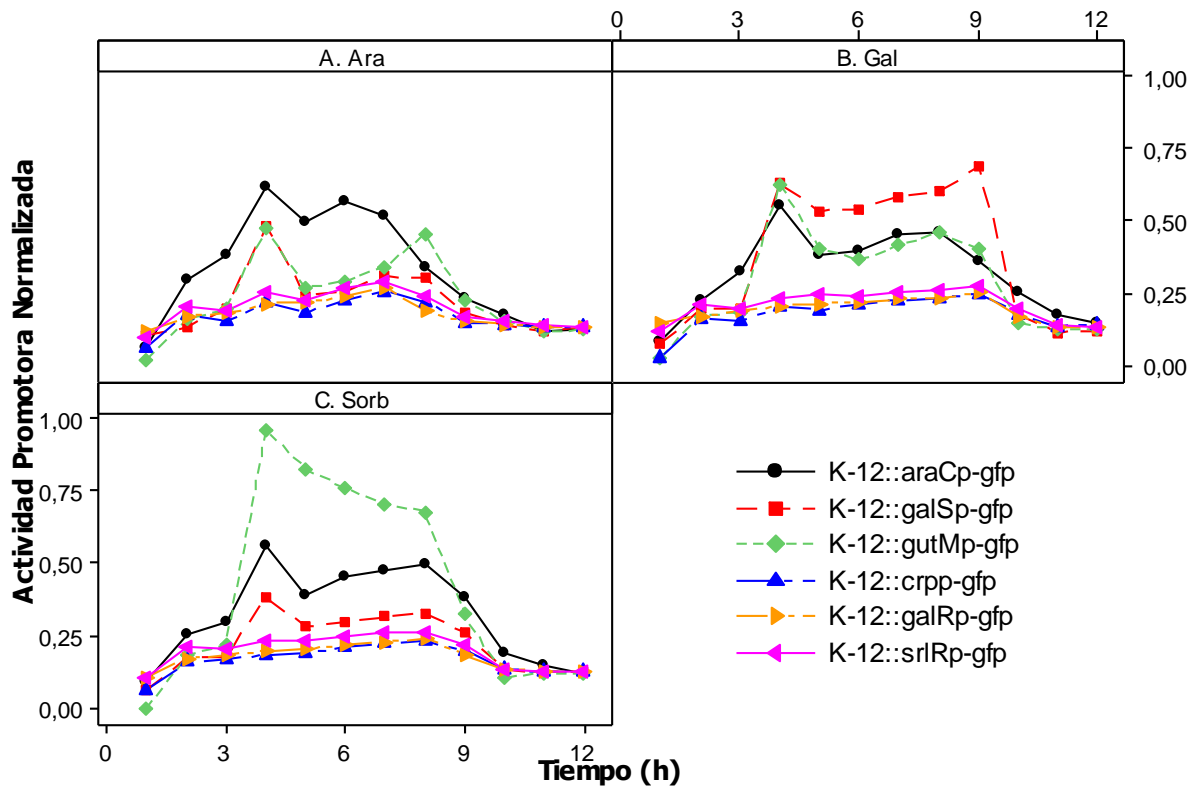 0 3 6 9 12
A. Ara
B. Gal
1,00
0,75
0,50
0,25
0,00
C. Sorb
1,00
0,75
0,50
0,25
0,00
0 3 6 9 12
Actividad Promotora Normalizada
Tiempo (h)
K-12::araCp-gfp
K-12::galSp-gfp
K-12::gutMp-gfp
K-12::crpp-gfp
K-12::galRp-gfp
K-12::srlRp-gfp